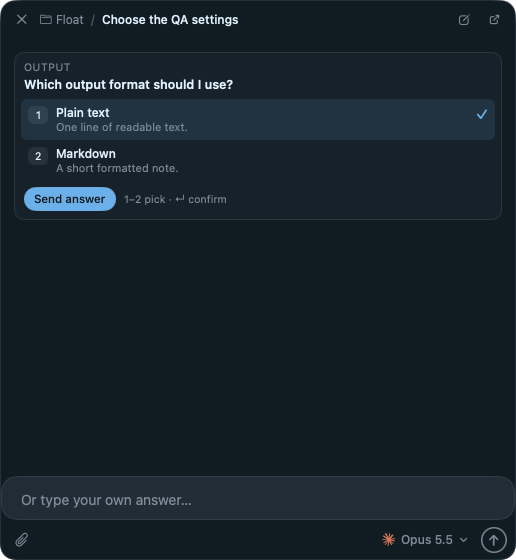 Float / Choose the QA settings
OUTPUT
Which output format should I use?
1 Plain text
One line of readable text.
2 Markdown
A short formatted note.
Send answer 1–2 pick · ↵ confirm
Or type your own answer...
Opus 5.5